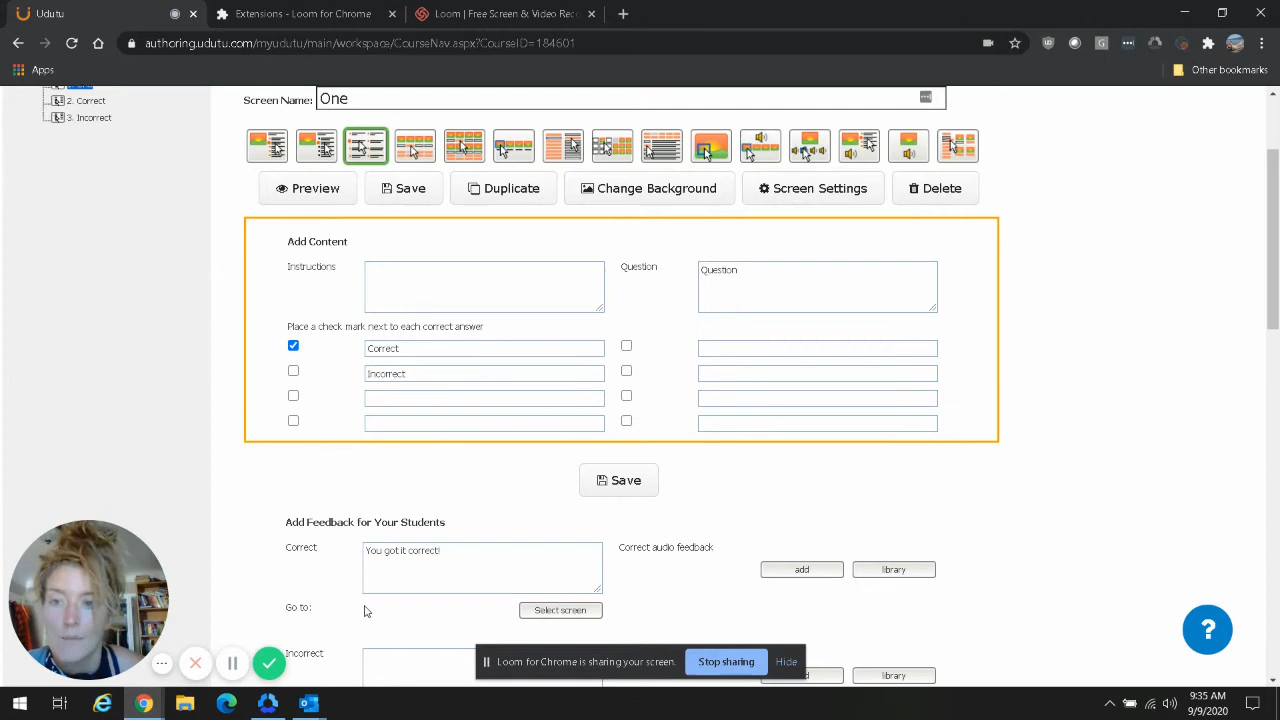 Udutu
Extensions - Loom for Chrome
Loom | Free Screen & Video Reco
authoring.udutu.com/myudutu/main/workspace/CourseNav.aspx?CourseID=184601
Apps
Other bookmarks
2. Correct
3. Incorrect
Screen Name:
One
Preview
Save
Duplicate
Change Background
Screen Settings
Delete
Add Content
Instructions
Question
Question
Place a check mark next to each correct answer
Correct
Incorrect
Save
Add Feedback for Your Students
Correct
You got it correct!
Correct audio feedback
add
library
Go to:
Select screen
Incorrect
library
Loom for Chrome is sharing your screen.
Stop sharing
Hide
?
9:35 AM
9/9/2020